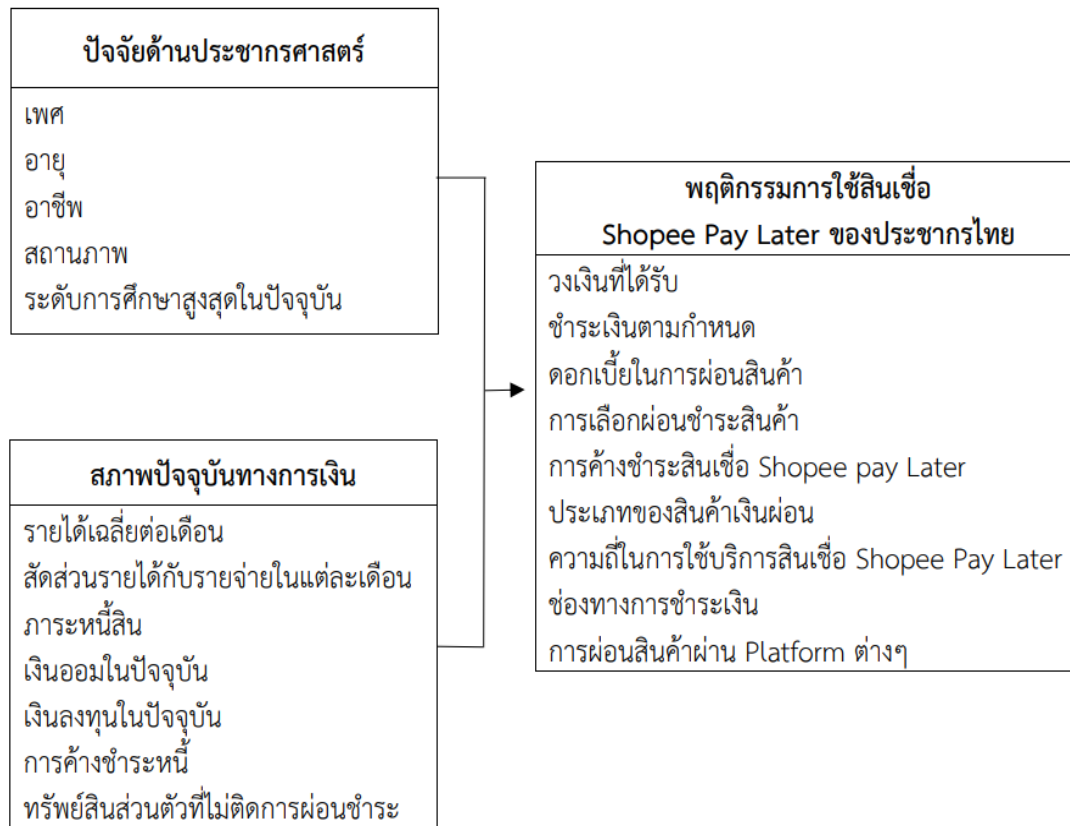 ปัจจัยด้านประชากรศาสตร์
เพศ
อายุ
อาชีพ
สถานภาพ
ระดับการศึกษาสูงสุดในปัจจุบัน
สภาพปัจจุบันทางการเงิน
รายได้เฉลี่ยต่อเดือน
สัดส่วนรายได้กับรายจ่ายในแต่ละเดือน
ภาระหนี้สิน
เงินออมในปัจจุบัน
เงินลงทุนในปัจจุบัน
การค้างชำระหนี้
ทรัพย์สินส่วนตัวที่ไม่ติดการผ่อนชำระ
พฤติกรรมการใช้สินเชื่อ
Shopee Pay Later ของประชากรไทย
วงเงินที่ได้รับ
ชำระเงินตามกำหนด
ดอกเบี้ยในการผ่อนสินค้า
การเลือกผ่อนชำระสินค้า
การค้างชำระสินเชื่อ Shopee pay Later
ประเภทของสินค้าเงินผ่อน
ความถี่ในการใช้บริการสินเชื่อ Shopee Pay Later
ช่องทางการชำระเงิน
การผ่อนสินค้าผ่าน Platform ต่างๆ